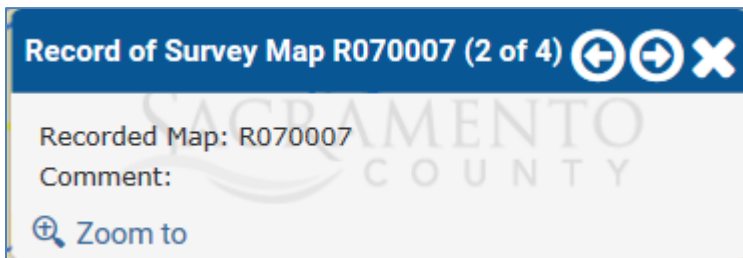 Record of Survey Map R070007 (2 of 4)
SACRAMENTO
COUNTY
Recorded Map: R070007
Comment:
Zoom to